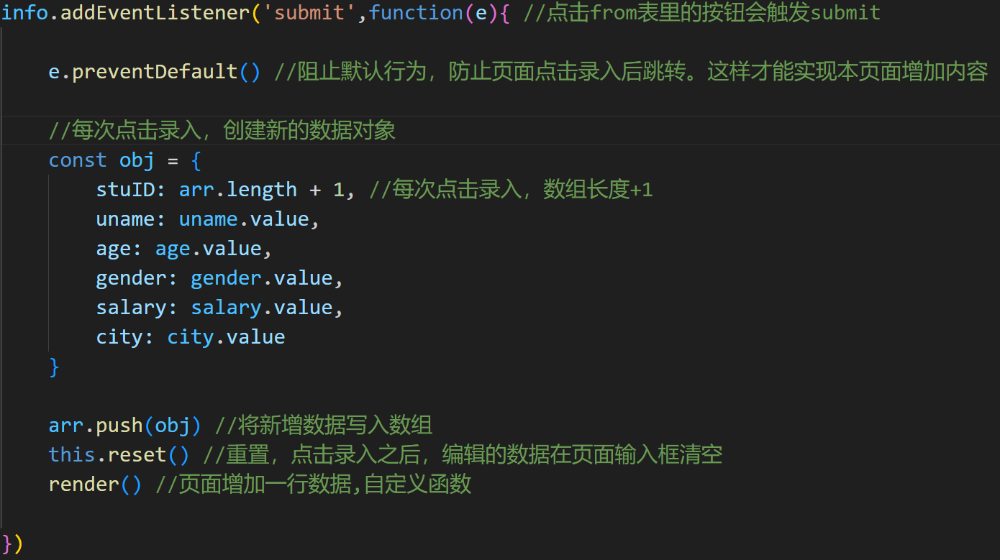 info.addEventListener('submit',function(e){ //点击from表里的按钮会触发submit
e.preventDefault() //阻止默认行为，防止页面点击录入后跳转。这样才能实现本页面增加内容
//每次点击录入，创建新的数据对象
const obj = {
stuID: arr.length + 1, //每次点击录入，数组长度+1
uname: uname.value,
age: age.value,
gender: gender.value,
salary: salary.value,
city: city.value
}
arr.push(obj) //将新增数据写入数组
this.reset() //重置，点击录入之后，编辑的数据在页面输入框清空
render() //页面增加一行数据,自定义函数
})